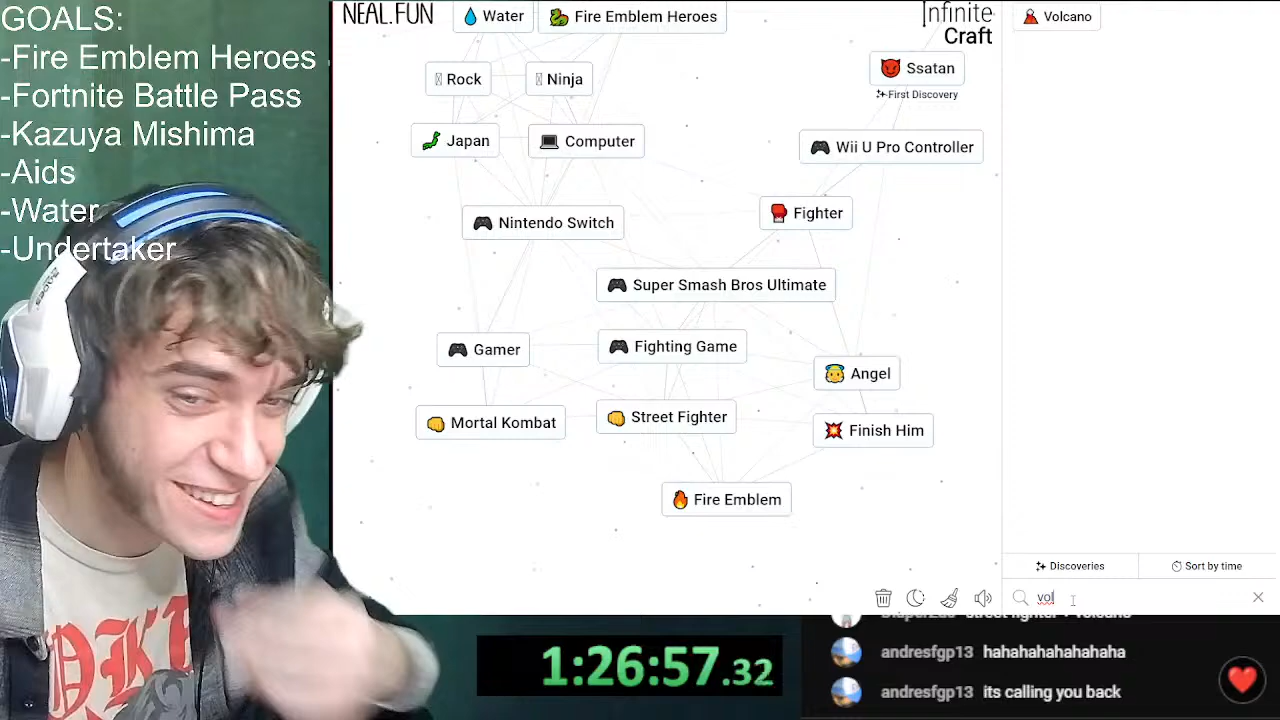 GOALS:
-Fire Emblem Heroes
-Fortnite Battle Pass
-Kazuya Mishima
-Aids
-Water
-Undertaker
NEAL.FUN
Water
Fire Emblem Heroes
Infinite
Craft
Volcano
Rock
Ninja
Ssatan
First Discovery
Japan
Computer
Wii U Pro Controller
Nintendo Switch
Fighter
Super Smash Bros Ultimate
Gamer
Fighting Game
Angel
Mortal Kombat
Street Fighter
Finish Him
Fire Emblem
Discoveries
Sort by time
vol
street fighter + volcano
andresfgp13 hahahahahahahaha
andresfgp13 its calling you back
1:26:57.32